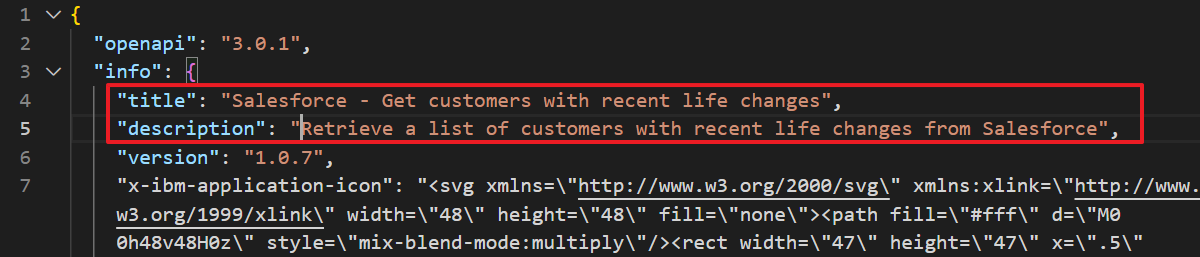 1 {
2 "openapi": "3.0.1",
3 "info": {
4 "title": "Salesforce - Get customers with recent life changes",
5 "description": "Retrieve a list of customers with recent life changes from Salesforce",
6 "version": "1.0.7",
7 "x-ibm-application-icon": "<svg xmlns=\"http://www.w3.org/2000/svg\" xmlns:xlink=\"http://www.
w3.org/1999/xlink\" width=\"48\" height=\"48\" fill=\"none\"><path fill=\"#fff\" d=\"M0
0h48v48H0z\" style=\"mix-blend-mode:multiply\"/><rect width=\"47\" height=\"47\" x=\".5\"